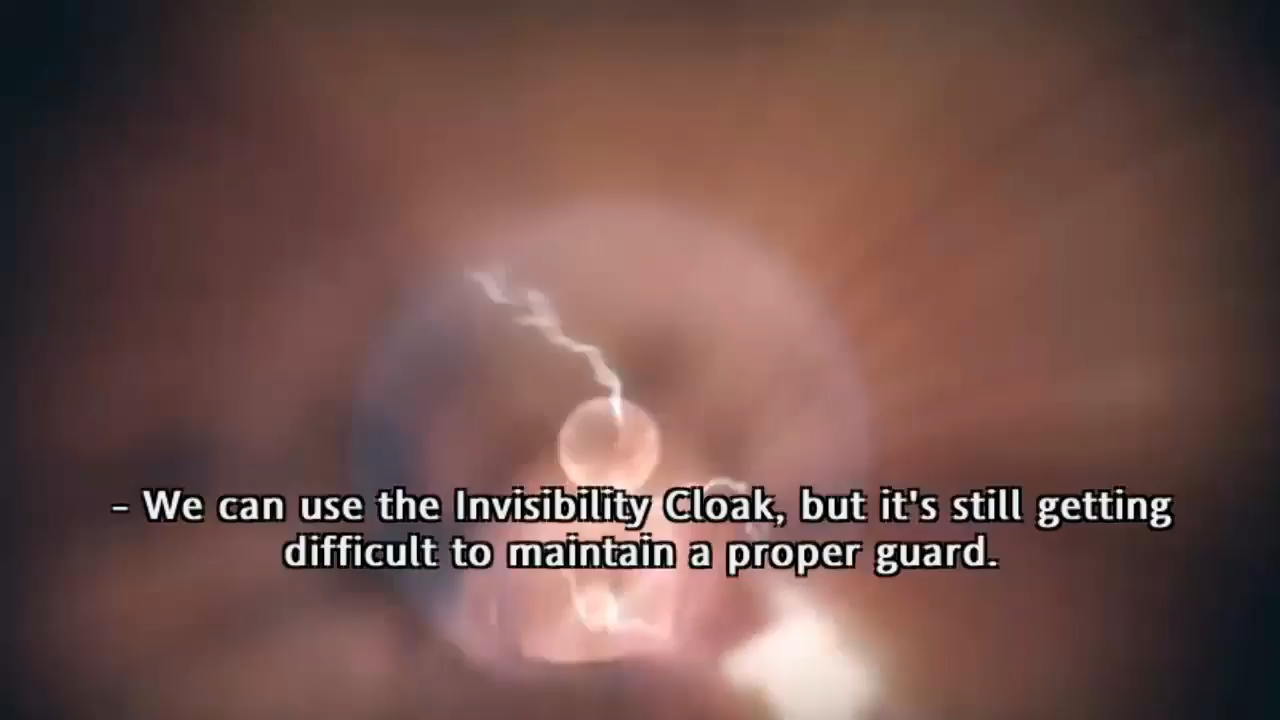 - We can use the Invisibility Cloak, but it's still getting
difficult to maintain a proper guard.